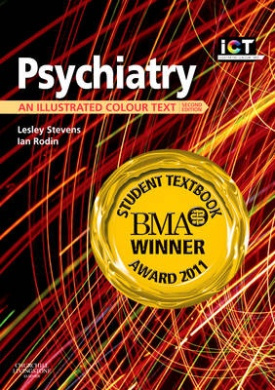 iCT
Psychiatry
AN ILLUSTRATED COLOUR TEXT SECOND EDITION
Lesley Stevens
Ian Rodin
STUDENT TEXTBOOK
BMA
WINNER
AWARD 2011
CHURCHILL
LIVINGSTONE